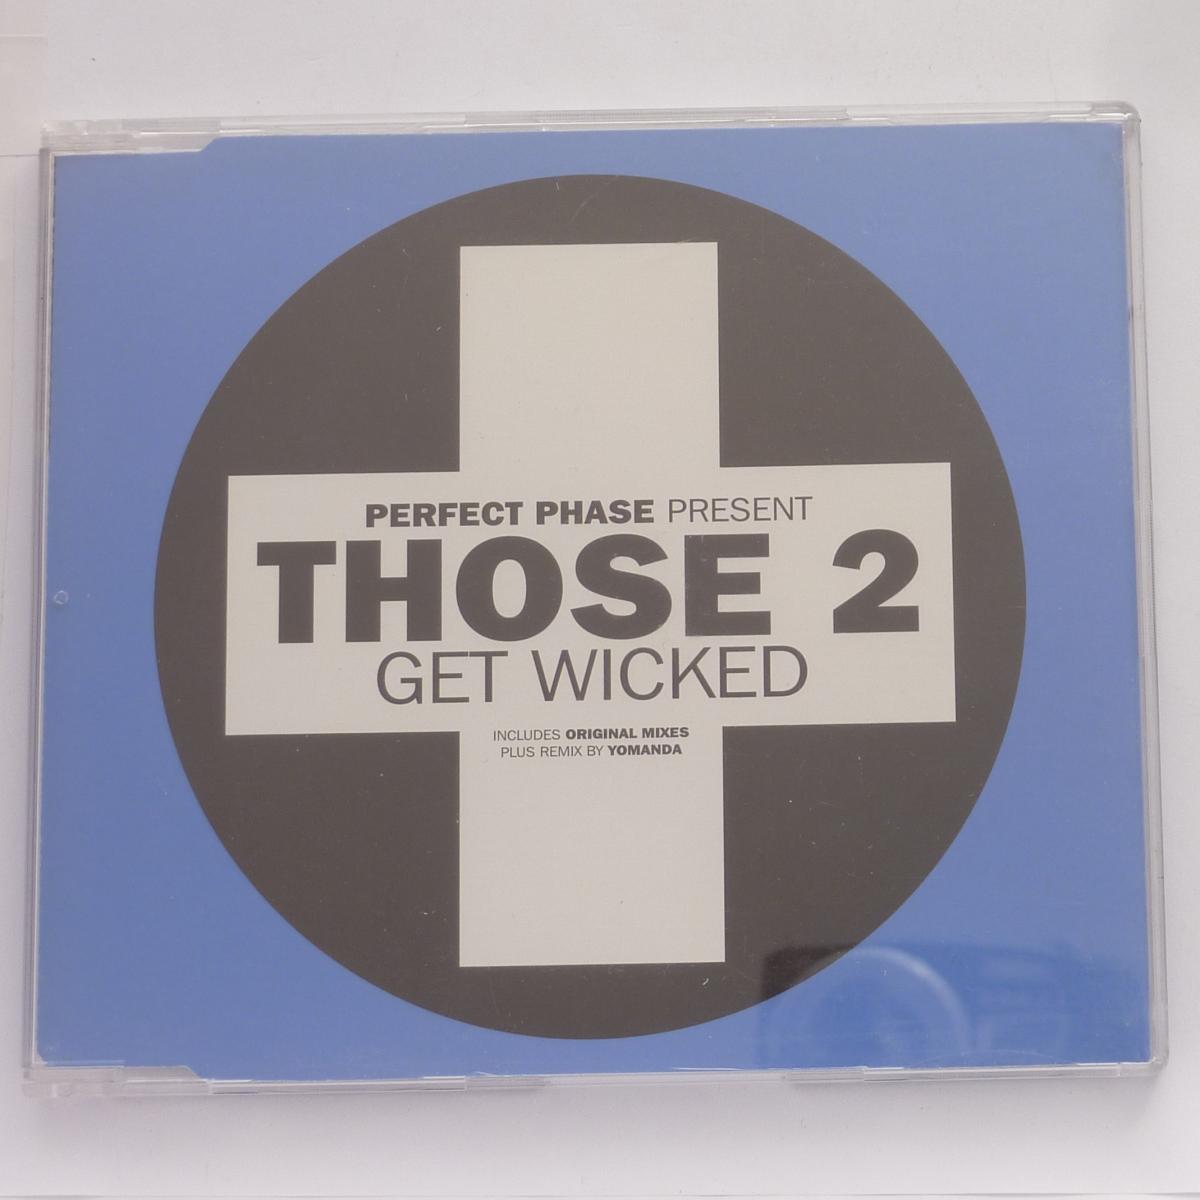 PERFECT PHASE PRESENT
THOSE 2
GET WICKED
INCLUDES ORIGINAL MIXES
PLUS REMIX BY YOMANDA